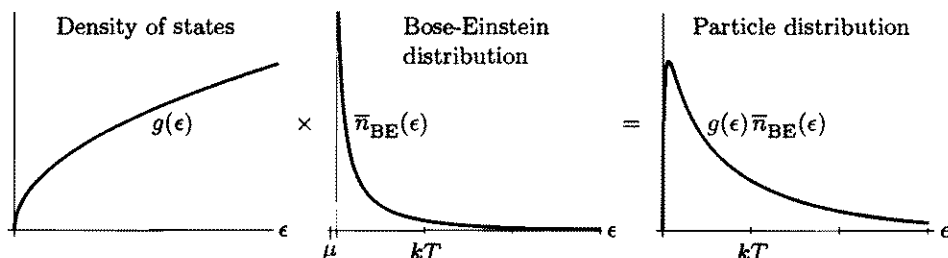 Density of states
Bose-Einstein
distribution
Particle distribution
g(ϵ)
×
n̅BE(ϵ)
=
g(ϵ) n̅BE(ϵ)
ϵ
μ
kT
ϵ
kT
ϵ